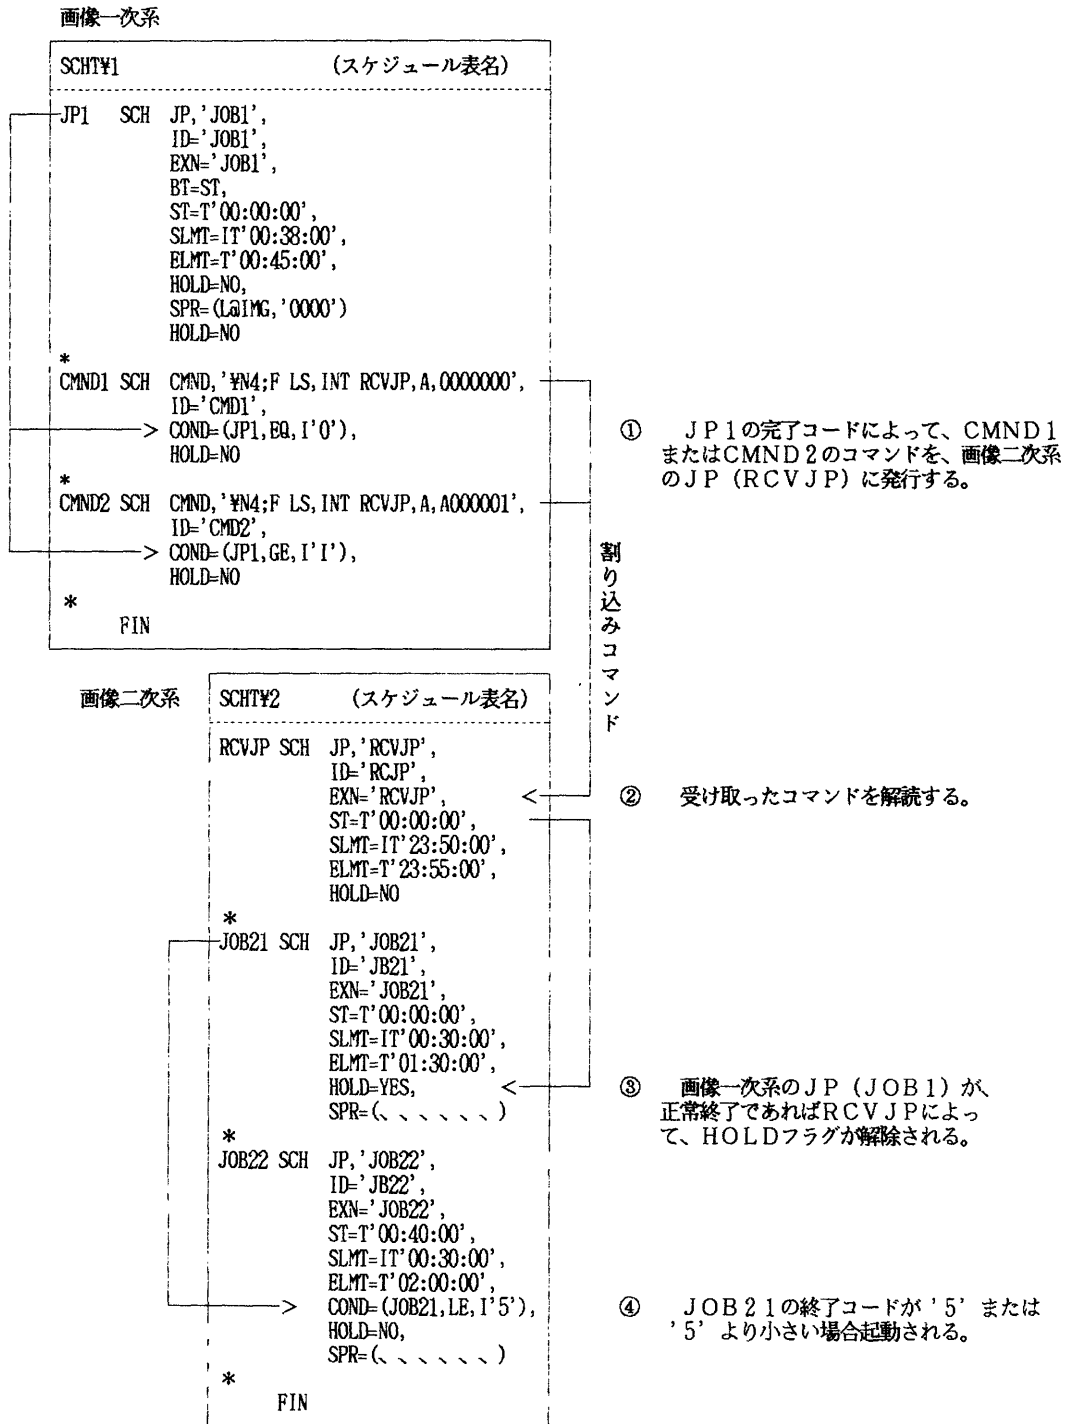 画像一次系
SCHT¥1 (スケジュール表名)
JP1 SCH JP,'JOB1',
ID='JOB1',
EXN='JOB1',
BT=ST,
ST=T'00:00:00',
SLMT=IT'00:38:00',
ELMT=T'00:45:00',
HOLD=NO,
SPR=(L@IMG,'0000')
HOLD=NO
*
CMND1 SCH CMND,'¥N4;F LS,INT RCVJP,A,0000000',
ID='CMD1',
COND=(JP1,EQ,I'0'),
HOLD=NO
*
CMND2 SCH CMND,'¥N4;F LS,INT RCVJP,A,A000001',
ID='CMD2',
COND=(JP1,GE,I'I'),
HOLD=NO
*
FIN
① JP1の完了コードによって、CMND1
またはCMND2のコマンドを、画像二次系
のJP(RCVJP)に発行する。
割り込みコマンド
画像二次系
SCHT¥2 (スケジュール表名)
RCVJP SCH JP,'RCVJP',
ID='RCJP',
EXN='RCVJP',
ST=T'00:00:00',
SLMT=IT'23:50:00',
ELMT=T'23:55:00',
HOLD=NO
② 受け取ったコマンドを解読する。
*
JOB21 SCH JP,'JOB21',
ID='JB21',
EXN='JOB21',
ST=T'00:00:00',
SLMT=IT'00:30:00',
ELMT=T'01:30:00',
HOLD=YES,
SPR=(、、、、、、)
③ 画像一次系のJP(JOB1)が、
正常終了であればRCVJPによっ
て、HOLDフラグが解除される。
*
JOB22 SCH JP,'JOB22',
ID='JB22',
EXN='JOB22',
ST=T'00:40:00',
SLMT=IT'00:30:00',
ELMT=T'02:00:00',
COND=(JOB21,LE,I'5'),
HOLD=NO,
SPR=(、、、、、、)
④ JOB21の終了コードが'5'または
'5'より小さい場合起動される。
*
FIN